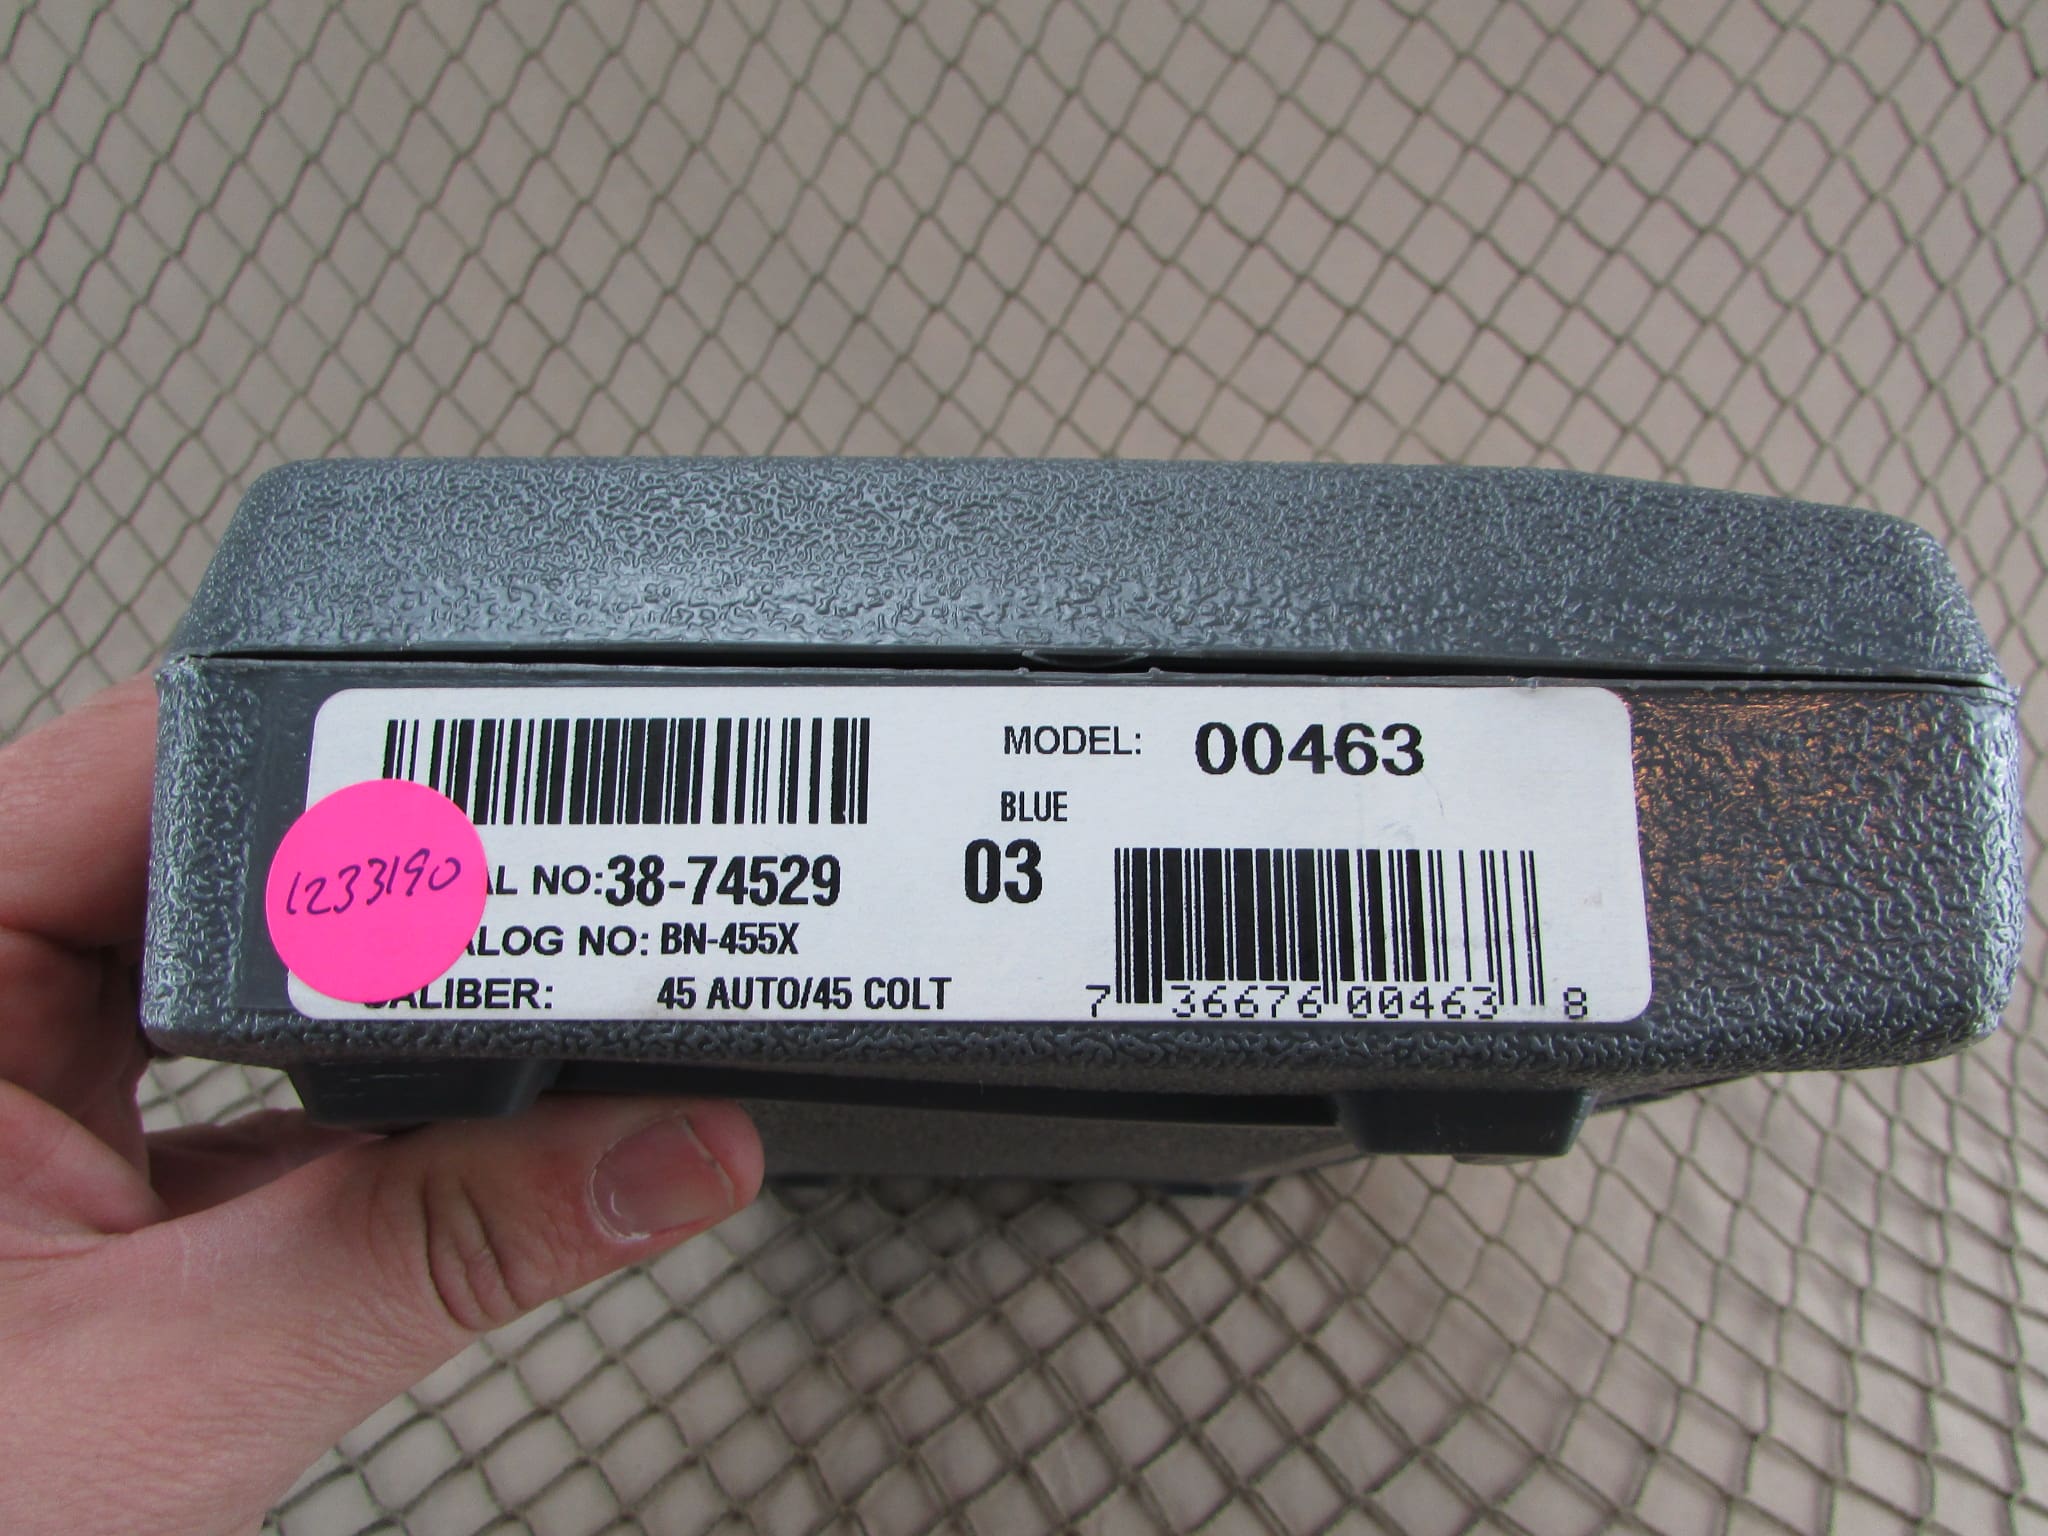 MODEL: 00463
BLUE
03
1233190
AL NO: 38-74529
ALOG NO: BN-455X
CALIBER: 45 AUTO/45 COLT
7 36676 00463 8